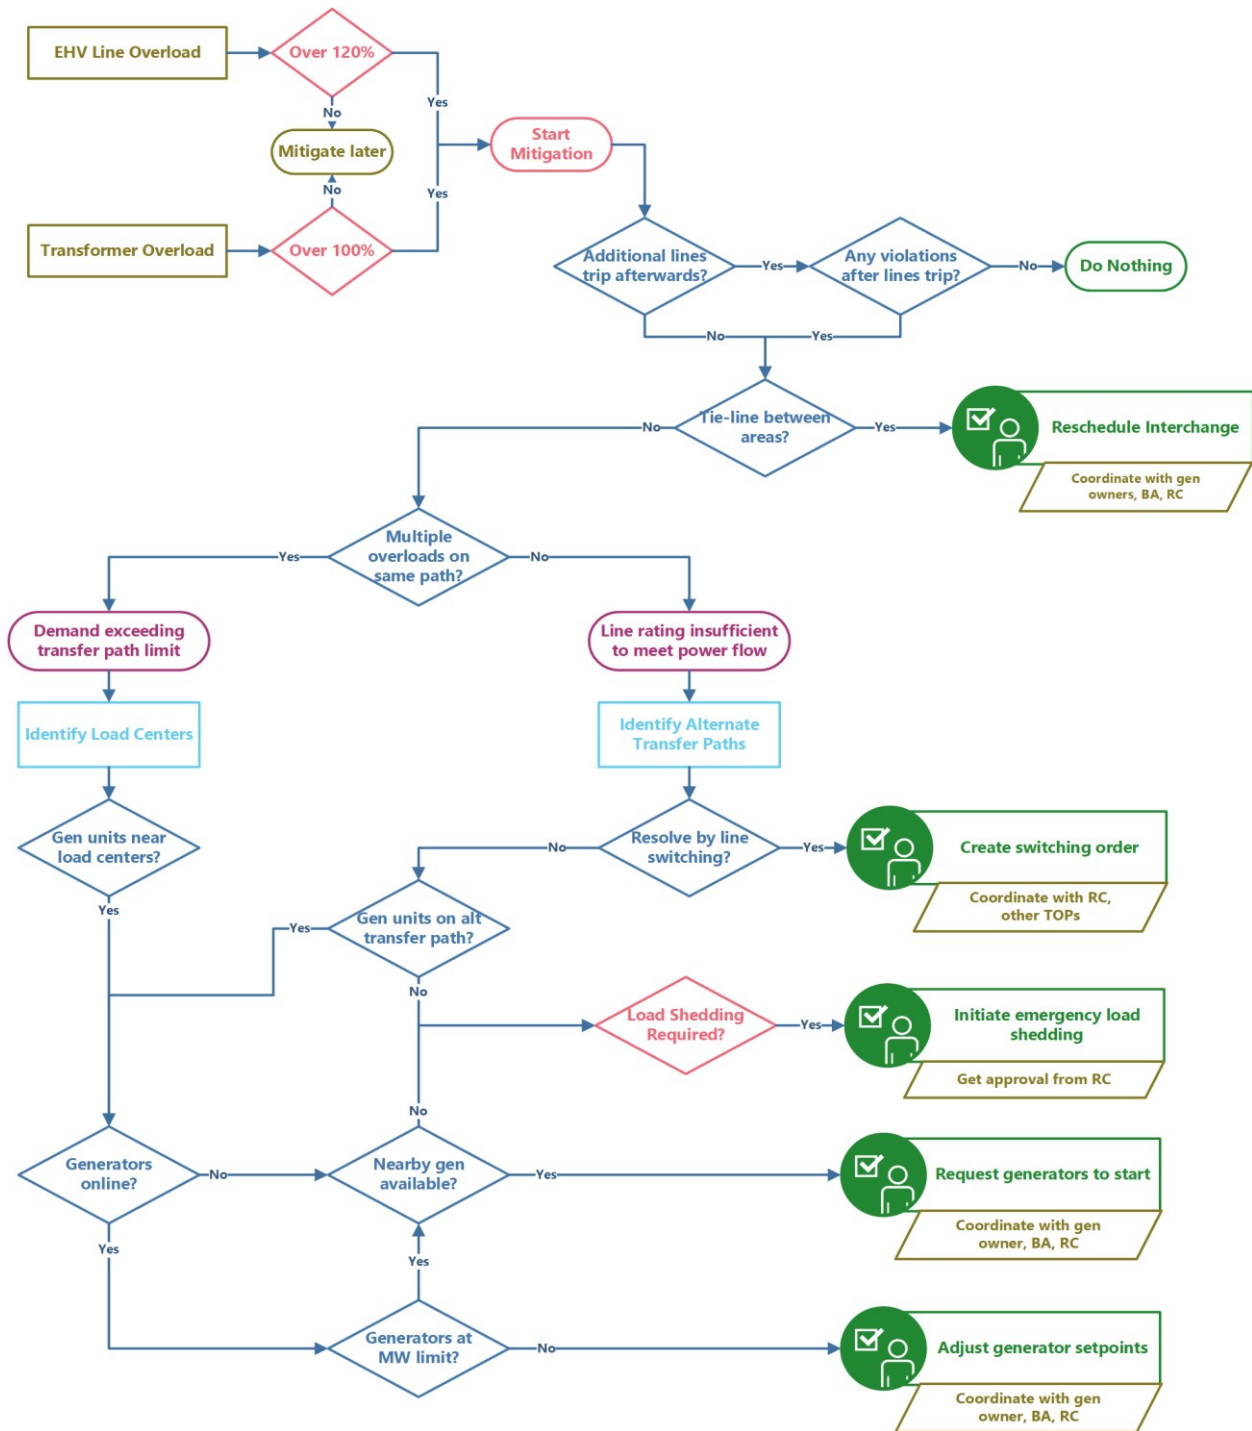 EHV Line Overload
Over 120%
Yes
No
Mitigate later
Start
Mitigation
No
Yes
Transformer Overload
Over 100%
Additional lines
trip afterwards?
Yes
Any violations
after lines trip?
No
Do Nothing
No
Yes
Tie-line between
areas?
No
Yes
Reschedule Interchange
Coordinate with gen
owners, BA, RC
Multiple
overloads on
same path?
Yes
No
Demand exceeding
transfer path limit
Line rating insufficient
to meet power flow
Identify Load Centers
Identify Alternate
Transfer Paths
Gen units near
load centers?
Resolve by line
switching?
No
Yes
Create switching order
Coordinate with RC,
other TOPs
Yes
Gen units on alt
transfer path?
Yes
No
Load Shedding
Required?
Yes
Initiate emergency load
shedding
Get approval from RC
No
Generators
online?
No
Nearby gen
available?
Yes
Request generators to start
Coordinate with gen
owner, BA, RC
Yes
Yes
Generators at
MW limit?
No
Adjust generator setpoints
Coordinate with gen
owner, BA, RC